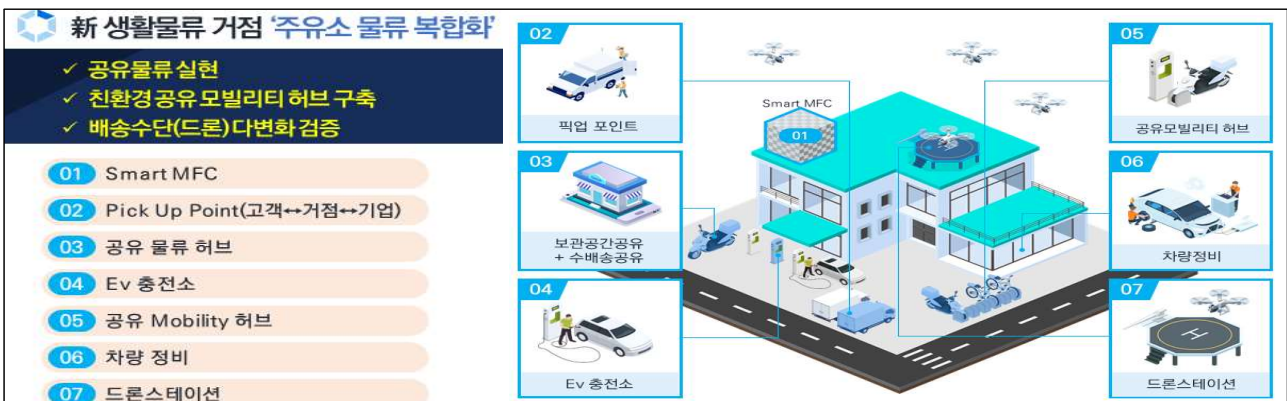 新 생활물류 거점 '주유소 물류 복합화'
✓ 공유물류 실현
✓ 친환경 공유 모빌리티 허브 구축
✓ 배송수단(드론) 다변화 검증
01 Smart MFC
02 Pick Up Point(고객↔거점↔기업)
03 공유 물류 허브
04 Ev 충전소
05 공유 Mobility 허브
06 차량 정비
07 드론스테이션
02
픽업 포인트
03
보관공간공유
+ 수배송공유
04
Ev 충전소
Smart MFC
01
H
05
공유모빌리티 허브
06
차량정비
07
H
드론스테이션